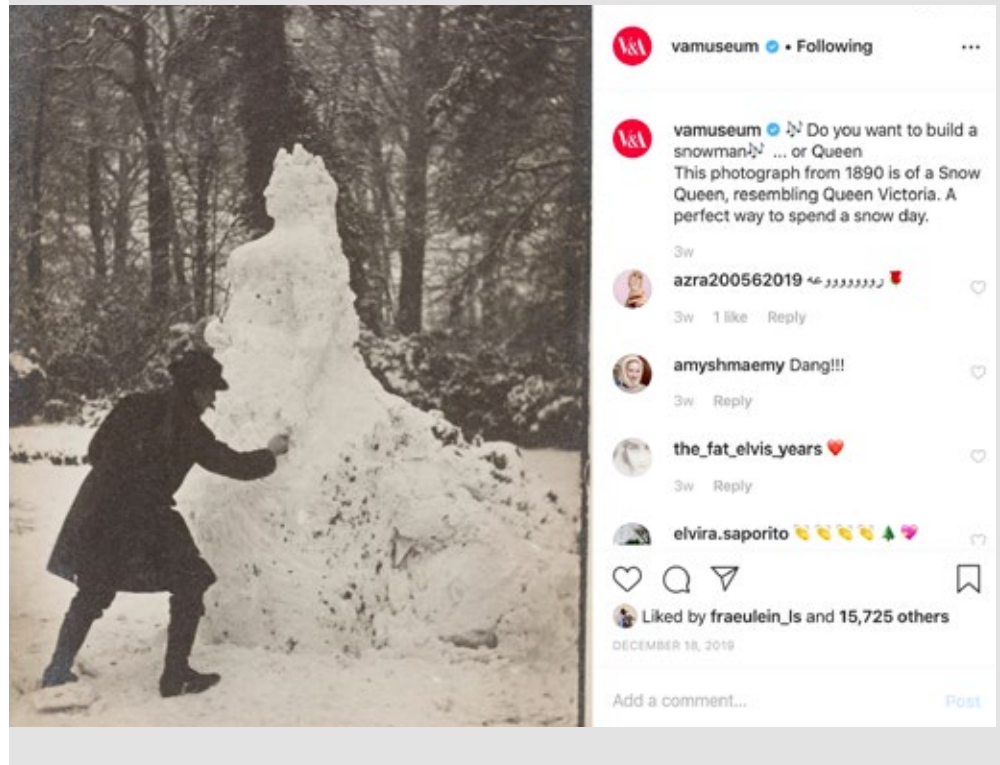 V&A
vamuseum • Following
V&A
vamuseum 🎶 Do you want to build a
snowman🎶 ... or Queen
This photograph from 1890 is of a Snow
Queen, resembling Queen Victoria. A
perfect way to spend a snow day.
3w
azra200562019 🌹
3w 1 like Reply
amyshmaemy Dang!!!
3w Reply
the_fat_elvis_years ❤️
3w Reply
elvira.saporito 👏👏👏👏🌲💖
Liked by fraeulein_ls and 15,725 others
DECEMBER 18, 2019
Add a comment... Post